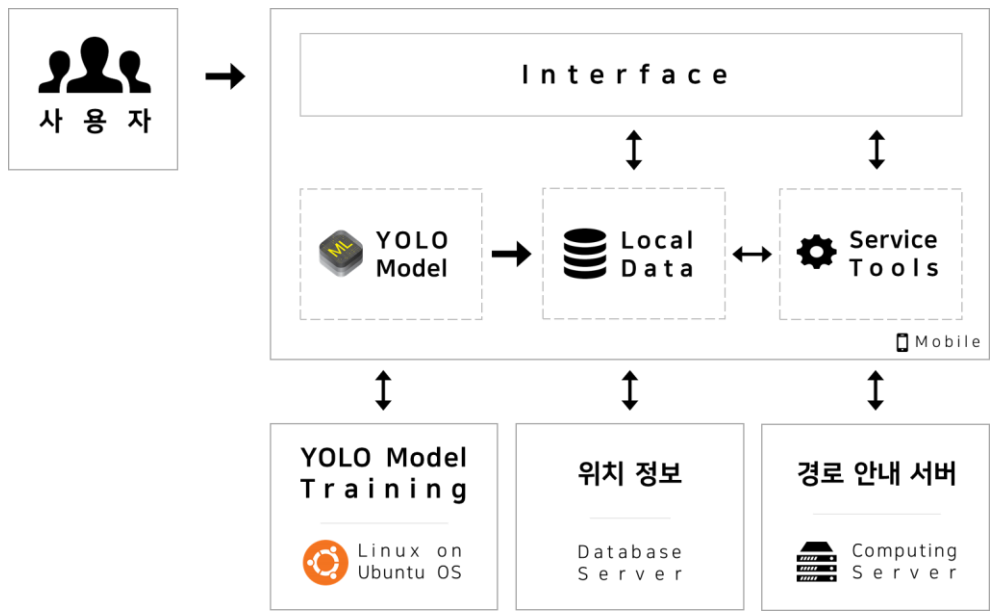 사 용 자
Interface
ML
YOLO
Model
Local
Data
Service
Tools
Mobile
YOLO Model
Training
Linux on
Ubuntu OS
위치 정보
Database
Server
경로 안내 서버
Computing
Server